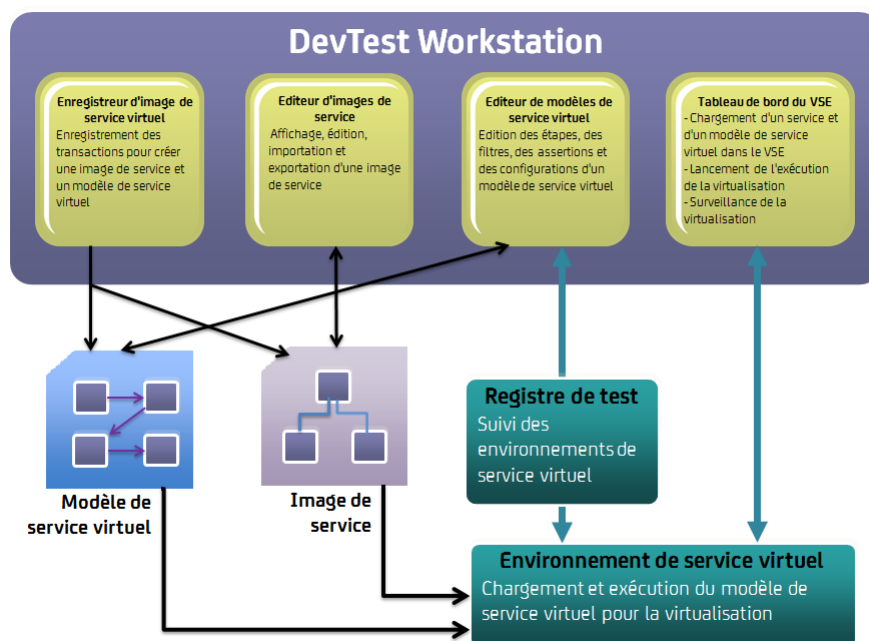 DevTest Workstation
Enregistreur d'image de
service virtuel
Enregistrement des
transactions pour créer
une image de service et
un modèle de service
virtuel
Editeur d'images de
service
Affichage, édition,
importation et
exportation d'une image
de service
Editeur de modèles de
service virtuel
Edition des étapes, des
filtres, des assertions et
des configurations d'un
modèle de service virtuel
Tableau de bord du VSE
- Chargement d'un service et
d'un modèle de service
virtuel dans le VSE
- Lancement de l'exécution
de la virtualisation
- Surveillance de la
virtualisation
Modèle de
service virtuel
Image de
service
Registre de test
Suivi des
environnements de
service virtuel
Environnement de service virtuel
Chargement et exécution du modèle de
service virtuel pour la virtualisation